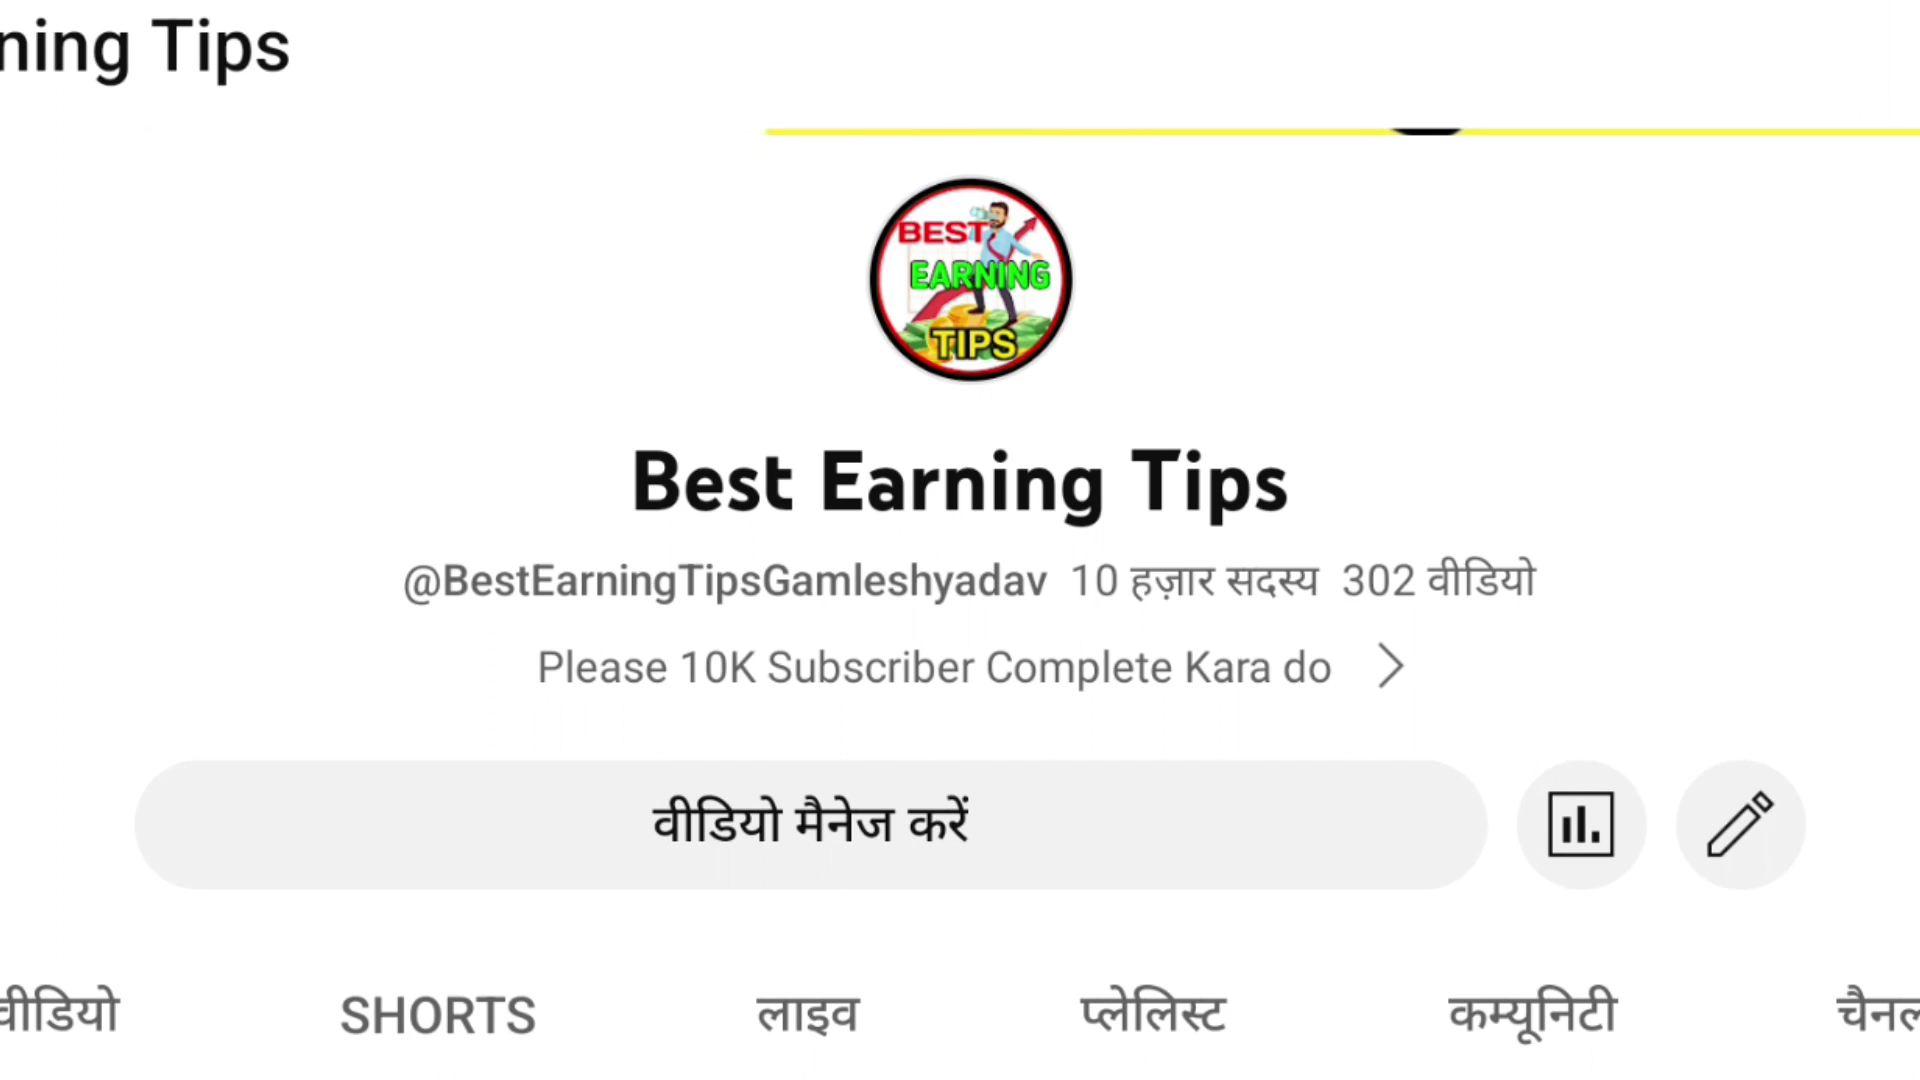 ning Tips
BEST
EARNING
TIPS
Best Earning Tips
@BestEarningTipsGamleshyadav 10 हज़ार सदस्य 302 वीडियो
Please 10K Subscriber Complete Kara do
वीडियो मैनेज करें
वीडियो SHORTS लाइव प्लेलिस्ट कम्यूनिटी चैनल